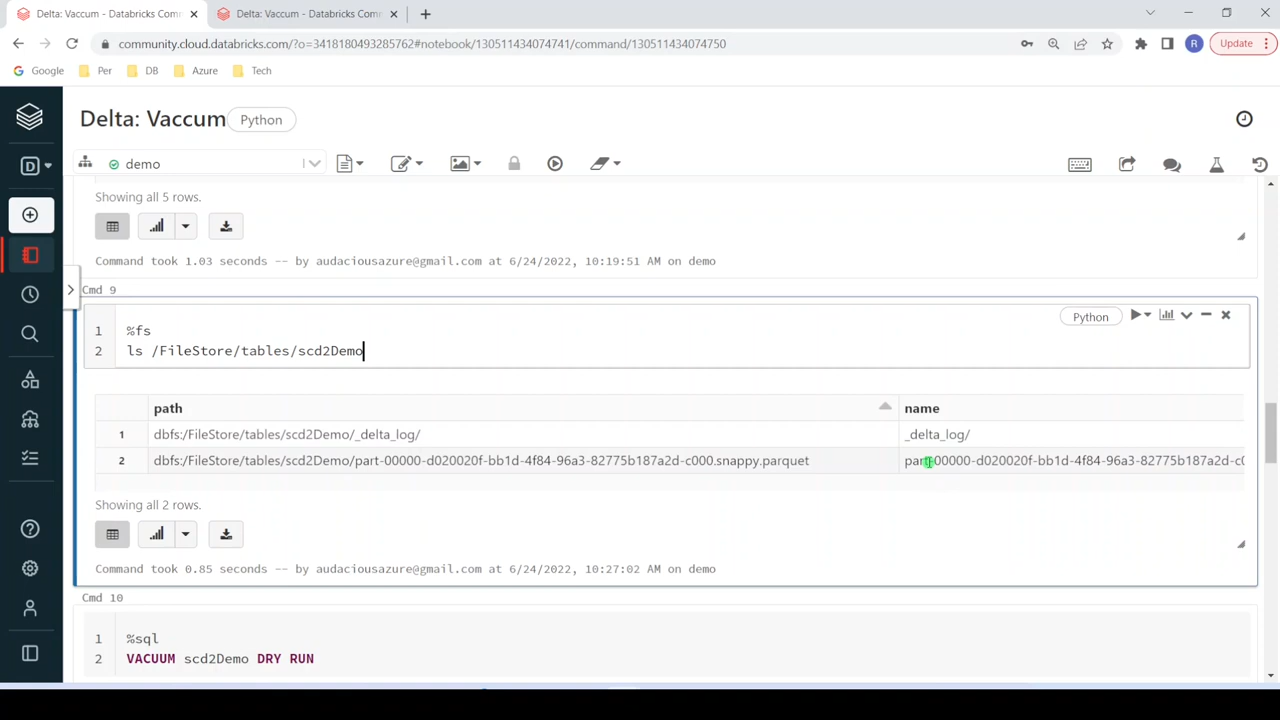 Delta: Vaccum - Databricks Comm
Delta: Vaccum - Databricks Comm
community.cloud.databricks.com/?o=3418180493285762#notebook/130511434074741/command/130511434074750
R
Update
Google
Per
DB
Azure
Tech
Delta: Vaccum
Python
D
demo
Showing all 5 rows.
Command took 1.03 seconds -- by audaciousazure@gmail.com at 6/24/2022, 10:19:51 AM on demo
Cmd 9
Python
1 %fs
2 ls /FileStore/tables/scd2Demo
path name
1 dbfs:/FileStore/tables/scd2Demo/_delta_log/ _delta_log/
2 dbfs:/FileStore/tables/scd2Demo/part-00000-d020020f-bb1d-4f84-96a3-82775b187a2d-c000.snappy.parquet part-00000-d020020f-bb1d-4f84-96a3-82775b187a2d-c0
Showing all 2 rows.
Command took 0.85 seconds -- by audaciousazure@gmail.com at 6/24/2022, 10:27:02 AM on demo
Cmd 10
1 %sql
2 VACUUM scd2Demo DRY RUN